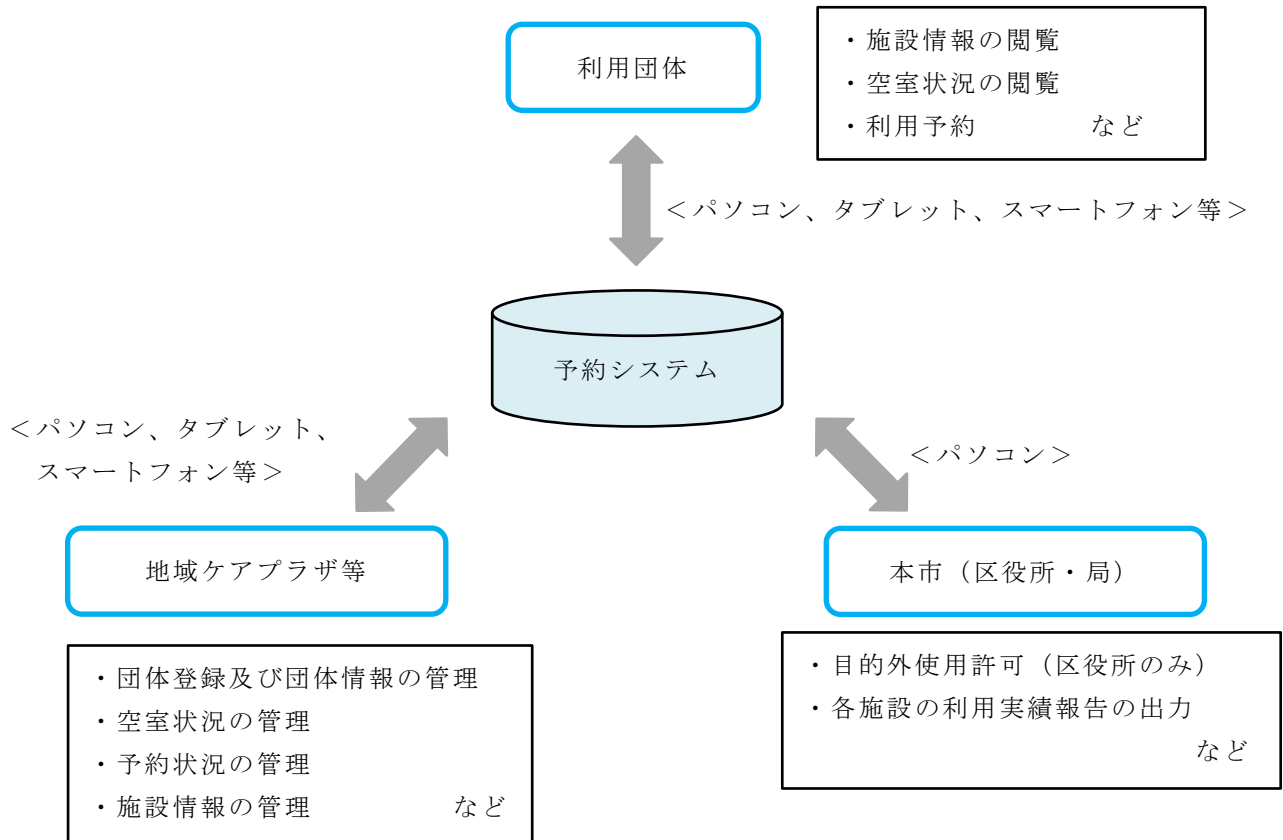 利用団体
・施設情報の閲覧
・空室状況の閲覧
・利用予約　　　　など
＜パソコン、タブレット、スマートフォン等＞
予約システム
＜パソコン、タブレット、
スマートフォン等＞
＜パソコン＞
地域ケアプラザ等
本市（区役所・局）
・団体登録及び団体情報の管理
・空室状況の管理
・予約状況の管理
・施設情報の管理　　　　など
・目的外使用許可（区役所のみ）
・各施設の利用実績報告の出力
など